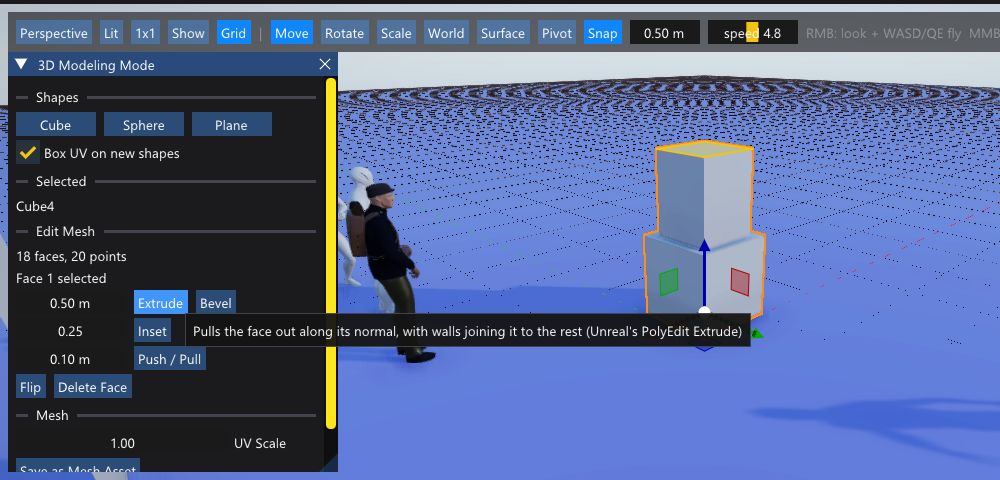 Perspective Lit 1x1 Show Grid | Move Rotate Scale World Surface Pivot Snap 0.50 m speed 4.8 RMB: look + WASD/QE fly MMB
3D Modeling Mode
Shapes
Cube Sphere Plane
Box UV on new shapes
Selected
Cube4
Edit Mesh
18 faces, 20 points
Face 1 selected
0.50 m Extrude Bevel
0.25 Inset Pulls the face out along its normal, with walls joining it to the rest (Unreal's PolyEdit Extrude)
0.10 m Push / Pull
Flip Delete Face
Mesh
1.00 UV Scale
Save as Mesh Asset